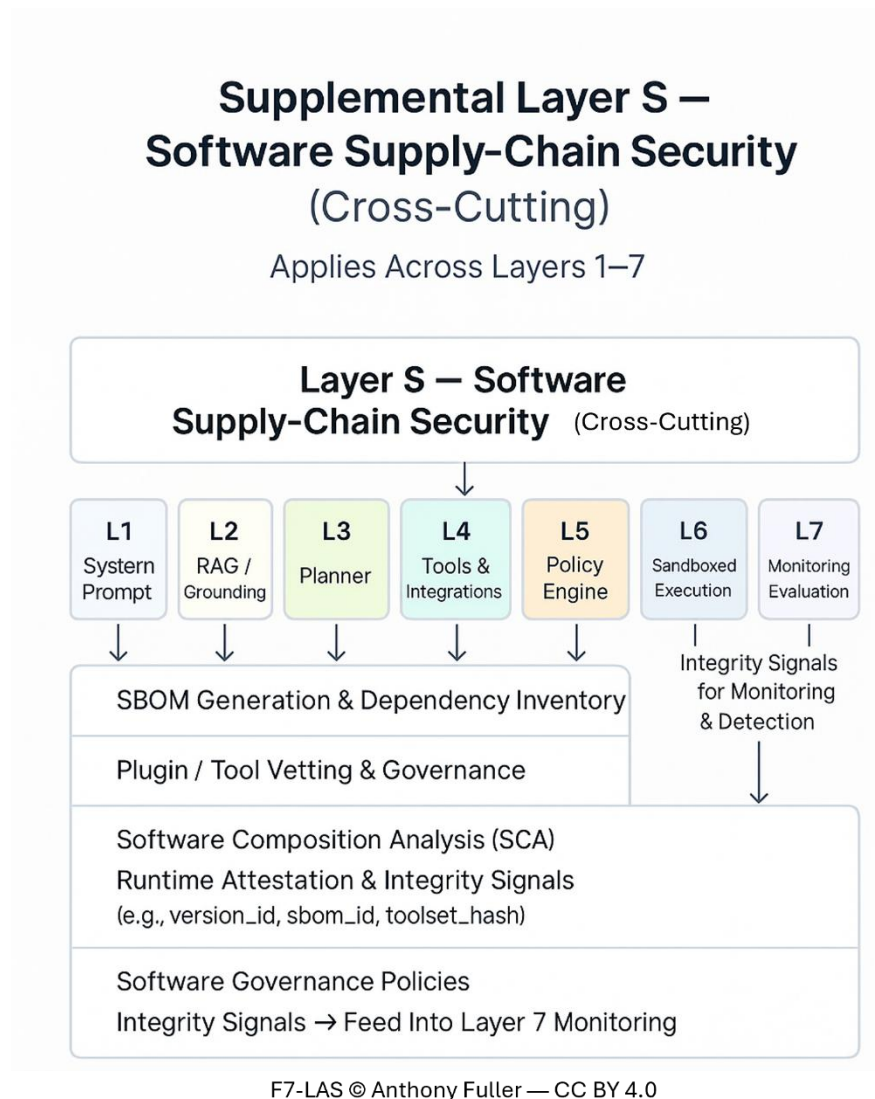 Supplemental Layer S —
Software Supply-Chain Security
(Cross-Cutting)
Applies Across Layers 1–7
Layer S — Software
Supply-Chain Security (Cross-Cutting)
L1
Systern
Prompt
L2
RAG /
Grounding
L3
Planner
L4
Tools &
Integrations
L5
Policy
Engine
L6
Sandboxed
Execution
L7
Monitoring
Evaluation
Integrity Signals
for Monitoring
& Detection
SBOM Generation & Dependency Inventory
Plugin / Tool Vetting & Governance
Software Composition Analysis (SCA)
Runtime Attestation & Integrity Signals
(e.g., version_id, sbom_id, toolset_hash)
Software Governance Policies
Integrity Signals → Feed Into Layer 7 Monitoring
F7-LAS © Anthony Fuller — CC BY 4.0